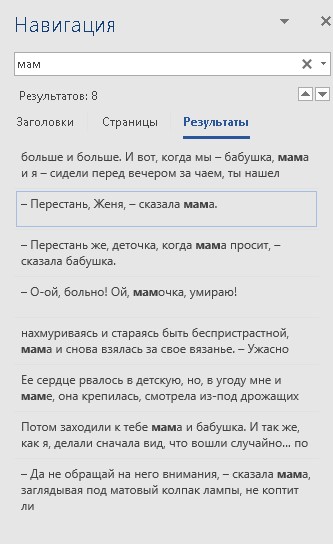 Навигация
мам
Результатов: 8
Заголовки Страницы Результаты
больше и больше. И вот, когда мы – бабушка, мама
и я – сидели перед вечером за чаем, ты нашел
– Перестань, Женя, – сказала мама.
– Перестань же, деточка, когда мама просит, –
сказала бабушка.
– О-ой, больно! Ой, мамочка, умираю!
нахмуриваясь и стараясь быть беспристрастной,
мама и снова взялась за свое вязанье. – Ужасно
Ее сердце рвалось в детскую, но, в угоду мне и
маме, она крепилась, смотрела из-под дрожащих
Потом заходили к тебе мама и бабушка. И так же,
как я, делали сначала вид, что вошли случайно... по
– Да не обращай на него внимания, – сказала мама,
заглядывая под матовый колпак лампы, не коптит
ли